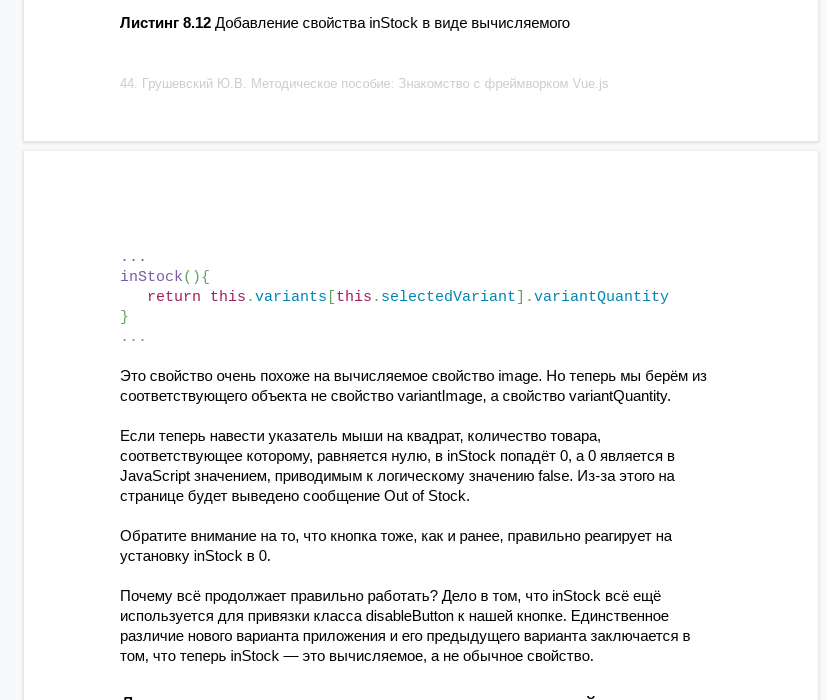 Листинг 8.12 Добавление свойства inStock в виде вычисляемого
44. Грушевский Ю.В. Методическое пособие: Знакомство с фреймворком Vue.js
...
inStock(){
   return this.variants[this.selectedVariant].variantQuantity
}
...
Это свойство очень похоже на вычисляемое свойство image. Но теперь мы берём из
соответствующего объекта не свойство variantImage, а свойство variantQuantity.
Если теперь навести указатель мыши на квадрат, количество товара,
соответствующее которому, равняется нулю, в inStock попадёт 0, а 0 является в
JavaScript значением, приводимым к логическому значению false. Из-за этого на
странице будет выведено сообщение Out of Stock.
Обратите внимание на то, что кнопка тоже, как и ранее, правильно реагирует на
установку inStock в 0.
Почему всё продолжает правильно работать? Дело в том, что inStock всё ещё
используется для привязки класса disableButton к нашей кнопке. Единственное
различие нового варианта приложения и его предыдущего варианта заключается в
том, что теперь inStock — это вычисляемое, а не обычное свойство.